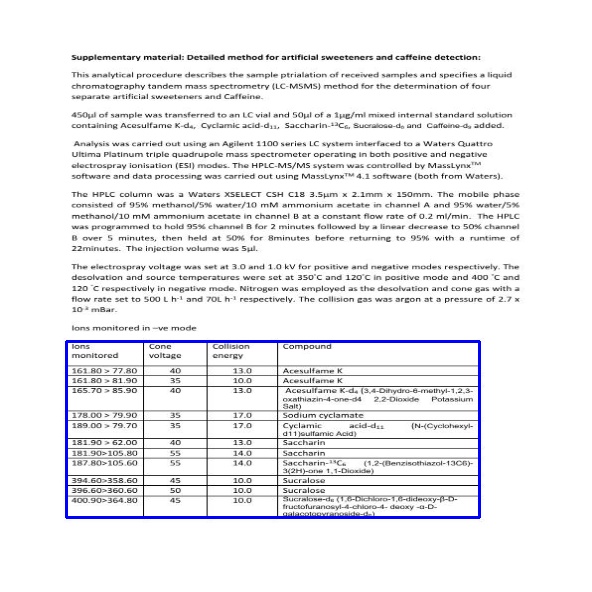 Supplementary material: Detailed method for artificial sweeteners and caffeine detection:
This analytical procedure describes the sample ptrialation of received samples and specifies a liquid
chromatography tandem mass spectrometry (LC-MSMS) method for the determination of four
separate artificial sweeteners and Caffeine.
450µl of sample was transferred to an LC vial and 50µl of a 1µg/ml mixed internal standard solution
containing Acesulfame K-d₄, Cyclamic acid-d₁₁, Saccharin-¹³C₆, Sucralose-d₆ and Caffeine-d₉ added.
Analysis was carried out using an Agilent 1100 series LC system interfaced to a Waters Quattro
Ultima Platinum triple quadrupole mass spectrometer operating in both positive and negative
electrospray ionisation (ESI) modes. The HPLC-MS/MS system was controlled by MassLynx™
software and data processing was carried out using MassLynx™ 4.1 software (both from Waters).
The HPLC column was a Waters XSELECT CSH C18 3.5µm x 2.1mm x 150mm. The mobile phase
consisted of 95% methanol/5% water/10 mM ammonium acetate in channel A and 95% water/5%
methanol/10 mM ammonium acetate in channel B at a constant flow rate of 0.2 ml/min. The HPLC
was programmed to hold 95% channel B for 2 minutes followed by a linear decrease to 50% channel
B over 5 minutes, then held at 50% for 8minutes before returning to 95% with a runtime of
22minutes. The injection volume was 5µl.
The electrospray voltage was set at 3.0 and 1.0 kV for positive and negative modes respectively. The
desolvation and source temperatures were set at 350˚C and 120˚C in positive mode and 400 ˚C and
120 ˚C respectively in negative mode. Nitrogen was employed as the desolvation and cone gas with a
flow rate set to 500 L h⁻¹ and 70L h⁻¹ respectively. The collision gas was argon at a pressure of 2.7 x
10⁻³ mBar.
Ions monitored in –ve mode
Ions monitored Cone voltage Collision energy Compound
161.80 > 77.80 40 13.0 Acesulfame K
161.80 > 81.90 35 10.0 Acesulfame K
165.70 > 85.90 40 13.0 Acesulfame K-d₄ (3,4-Dihydro-6-methyl-1,2,3-
oxathiazin-4-one-d4 2,2-Dioxide Potassium
Salt)
178.00 > 79.90 35 17.0 Sodium cyclamate
189.00 > 79.70 35 17.0 Cyclamic acid-d₁₁ (N-(Cyclohexyl-
d11)sulfamic Acid)
181.90 > 62.00 40 13.0 Saccharin
181.90>105.80 55 14.0 Saccharin
187.80>105.60 55 14.0 Saccharin-¹³C₆ (1,2-(Benzisothiazol-13C6)-
3(2H)-one 1,1-Dioxide)
394.60>358.60 45 10.0 Sucralose
396.60>360.60 50 10.0 Sucralose
400.90>364.80 45 10.0 Sucralose-d₆ (1,6-Dichloro-1,6-dideoxy-β-D-
fructofuranosyl-4-chloro-4- deoxy -α-D-
galactopyranoside-d₆)